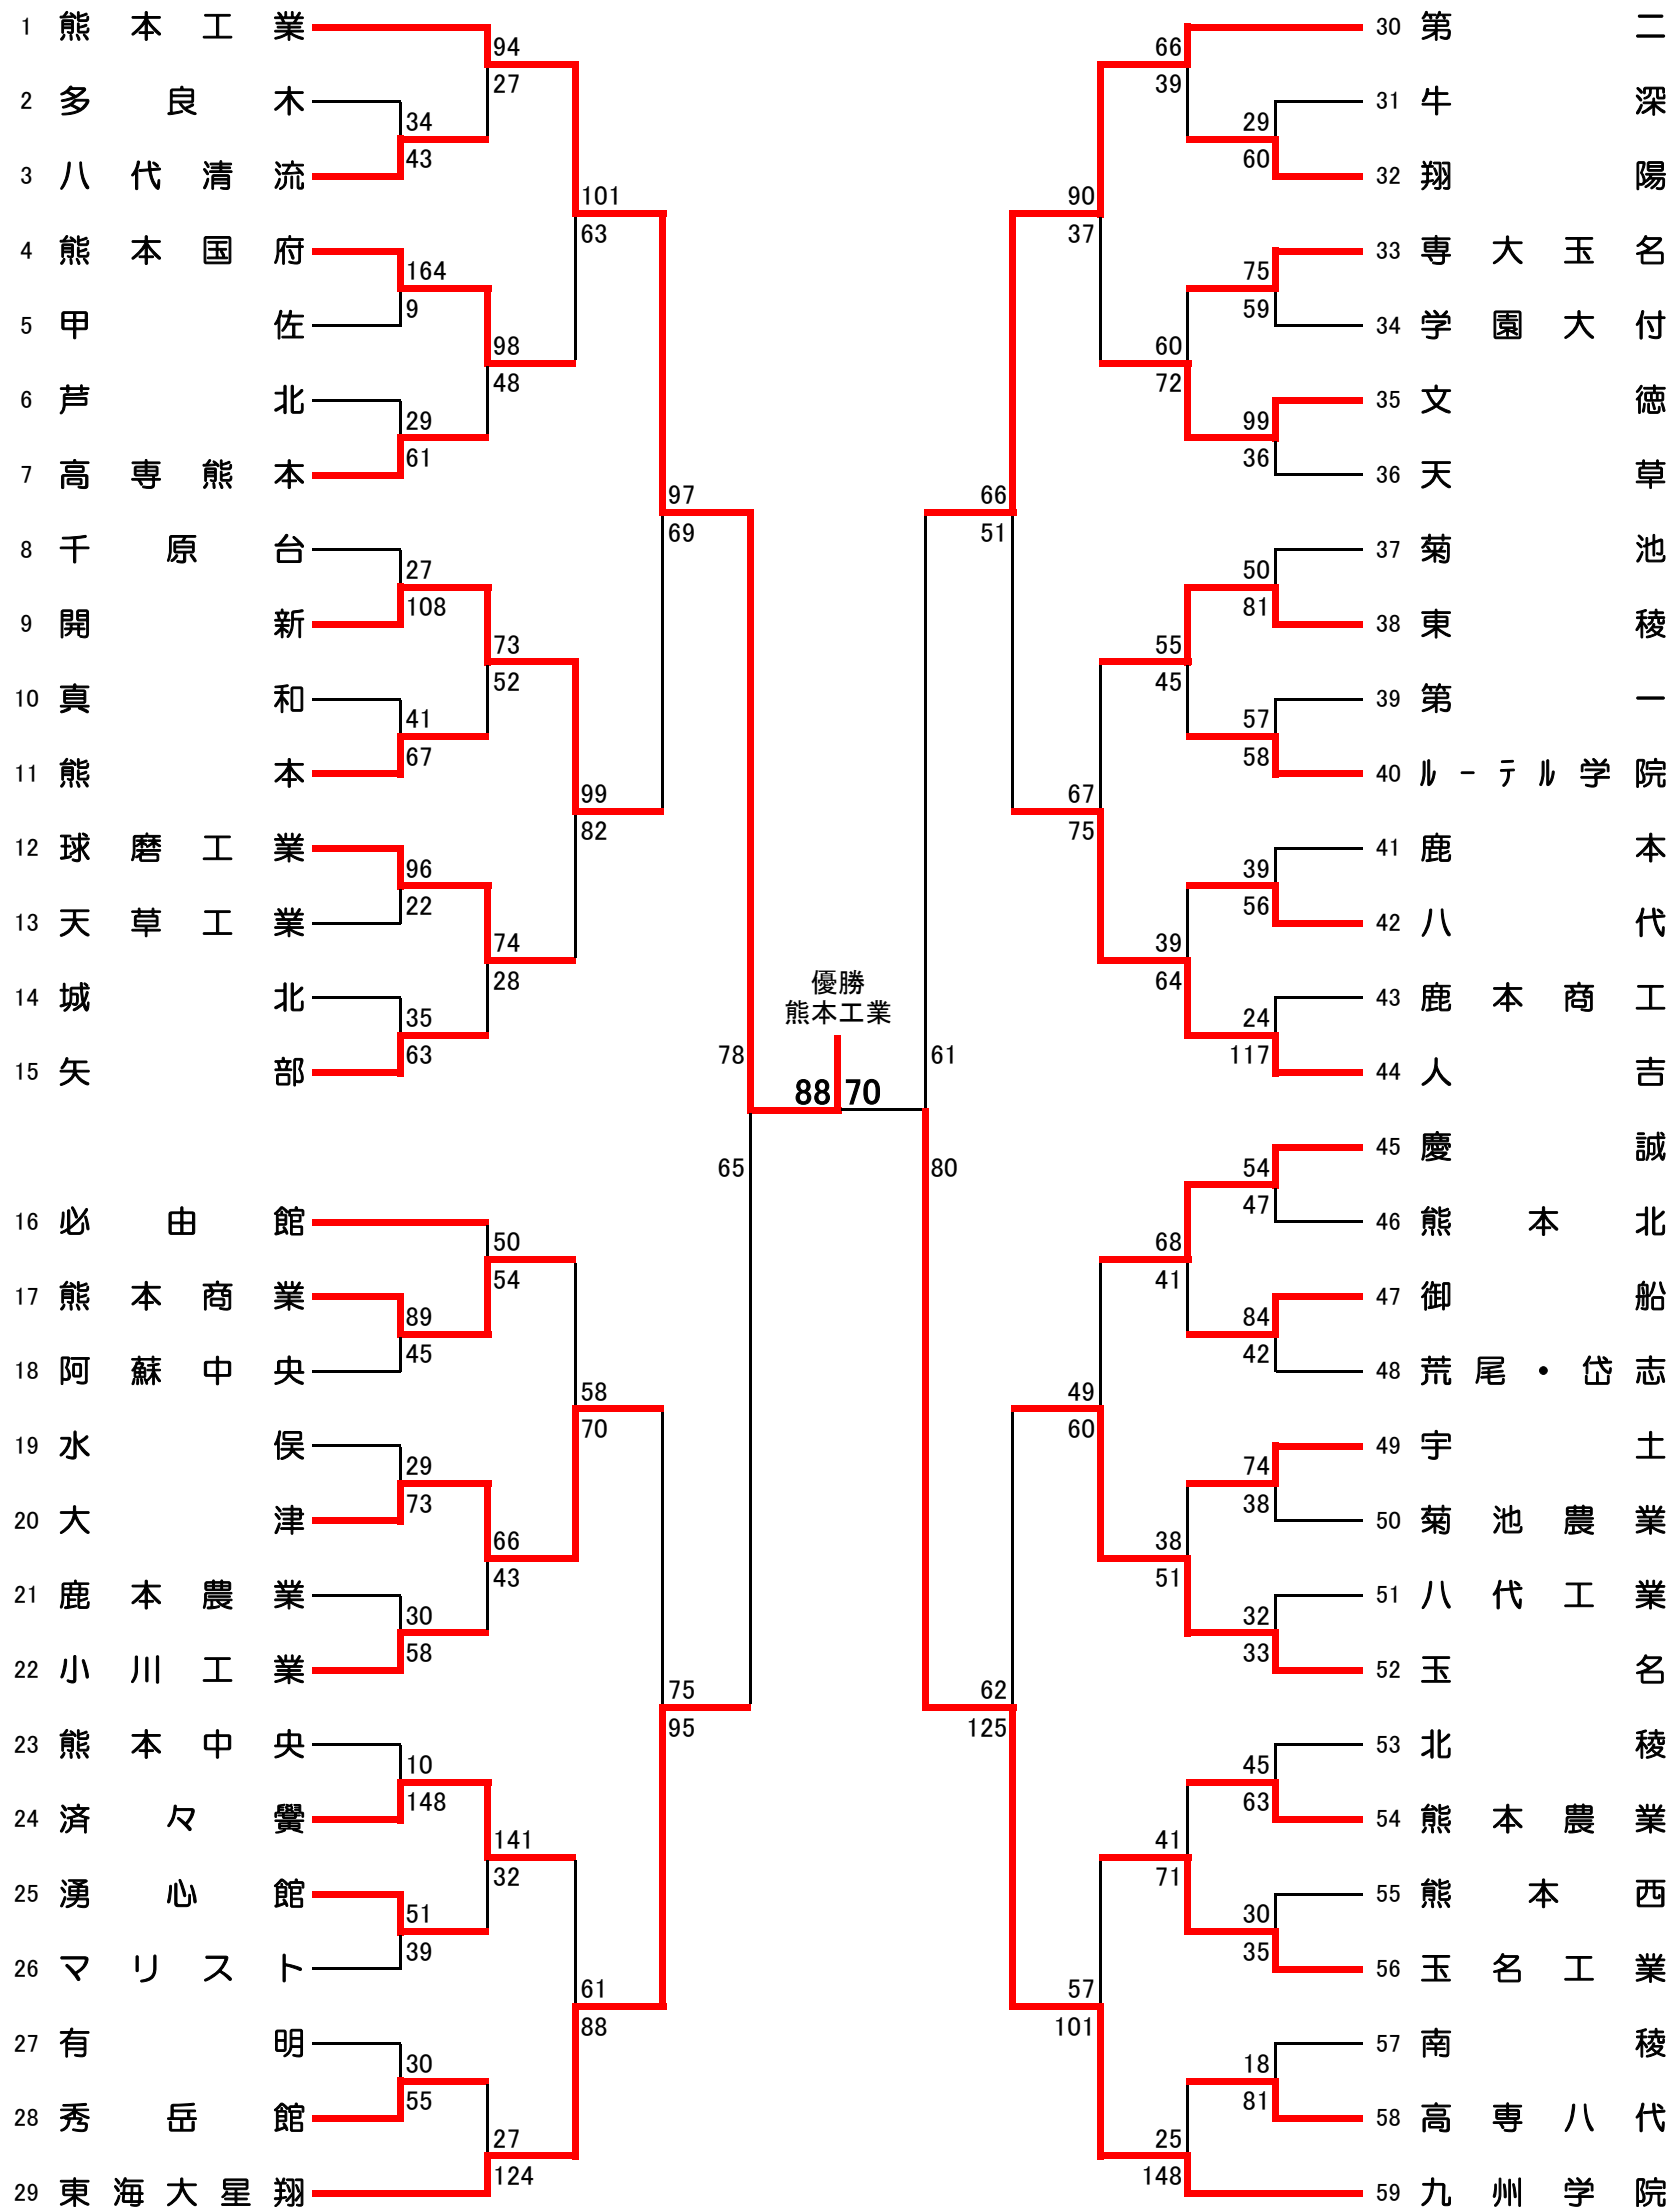 1 熊本工業
94
27
2 多良木
34
43
3 八代清流
101
63
4 熊本国府
164
9
5 甲佐
98
48
6 芦北
29
61
7 高専熊本
97
69
8 千原台
27
108
9 開新
73
52
10 真和
41
67
11 熊本
99
82
12 球磨工業
96
22
13 天草工業
74
28
14 城北
35
63
15 矢部
78
65
16 必由館
50
54
17 熊本商業
89
45
18 阿蘇中央
58
70
19 水俣
29
73
20 大津
66
43
21 鹿本農業
30
58
22 小川工業
75
95
23 熊本中央
10
148
24 済々黌
141
32
25 湧心館
51
39
26 マリスト
61
88
27 有明
30
55
28 秀岳館
27
124
29 東海大星翔
優勝
熊本工業
88 70
30 第二
66
39
31 牛深
29
60
32 翔陽
90
37
33 専大玉名
75
59
34 学園大付
60
72
35 文徳
99
36
36 天草
66
51
37 菊池
50
81
38 東稜
55
45
39 第一
57
58
40 ﾙｰﾃﾙ学院
67
75
41 鹿本
39
56
42 八代
39
64
43 鹿本商工
24
117
44 人吉
61
80
45 慶誠
54
47
46 熊本北
68
41
47 御船
84
42
48 荒尾・岱志
49
60
49 宇土
74
38
50 菊池農業
38
51
51 八代工業
32
33
52 玉名
62
125
53 北稜
45
63
54 熊本農業
41
71
55 熊本西
30
35
56 玉名工業
57
101
57 南稜
18
81
58 高専八代
25
148
59 九州学院